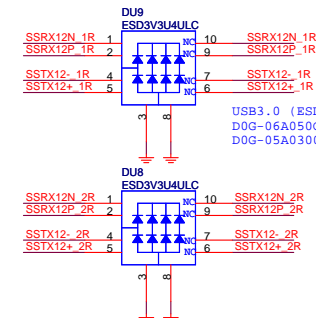 DU9
ESD3V3U4ULC
SSRX12N_1R 1 NC 10 SSRX12N_1R
SSRX12P_1R 2 NC 9 SSRX12P_1R
SSTX12-_1R 4 NC 7 SSTX12-_1R
SSTX12+_1R 5 NC 6 SSTX12+_1R
3 8
USB3.0 (ESD
D0G-06A050
D0G-05A030
DU8
ESD3V3U4ULC
SSRX12N_2R 1 NC 10 SSRX12N_2R
SSRX12P_2R 2 NC 9 SSRX12P_2R
SSTX12-_2R 4 NC 7 SSTX12-_2R
SSTX12+_2R 5 NC 6 SSTX12+_2R
3 8